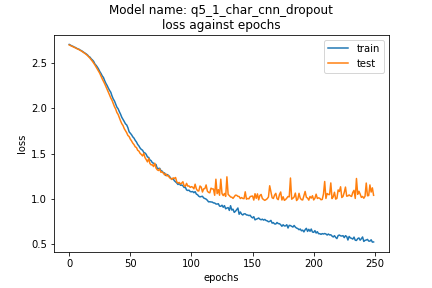 Model name: q5_1_char_cnn_dropout
loss against epochs
train
test
loss
2.5
2.0
1.5
1.0
0.5
0
50
100
150
200
250
epochs